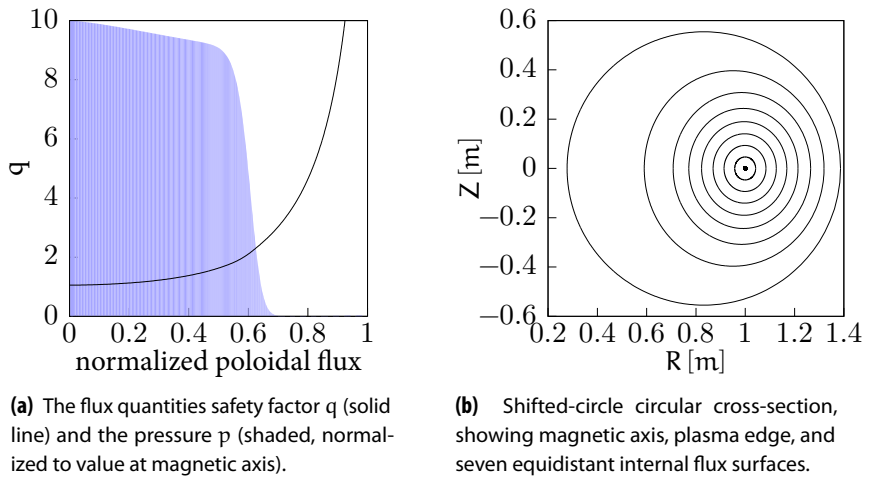 10
8
6
4
2
0
q
0 0.2 0.4 0.6 0.8 1
normalized poloidal flux
0.6
0.4
0.2
0
−0.2
−0.4
−0.6
Z [m]
0.2 0.4 0.6 0.8 1 1.2 1.4
R [m]
(a) The flux quantities safety factor q (solid
line) and the pressure p (shaded, normal-
ized to value at magnetic axis).
(b) Shifted-circle circular cross-section,
showing magnetic axis, plasma edge, and
seven equidistant internal flux surfaces.